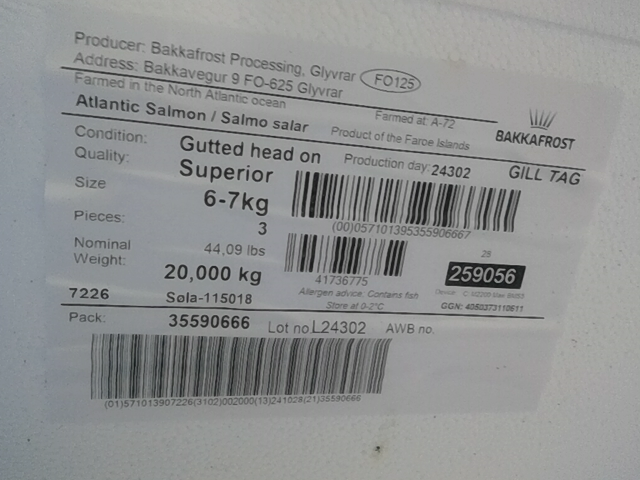 Producer: Bakkafrost Processing, Glyvrar FO125
Address: Bakkavegur 9 FO-625 Glyvrar
Farmed in the North Atlantic ocean Farmed at: A-72
Atlantic Salmon / Salmo salar Product of the Faroe Islands BAKKAFROST
Condition: Gutted head on Production day: 24302 GILL TAG
Quality: Superior
Size 6-7kg
(00)057101395355906667
Pieces: 3
Nominal Weight: 44,09 lbs 28
20,000 kg 41736775 259056
Allergen advice: Contains fish
7226 Søla-115018 Store at 0-2°C GGN: 4050373110611
Pack: 35590666 Lot no L24302 AWB no.
(01)571013907226(3102)002000(13)241028(21)35590666